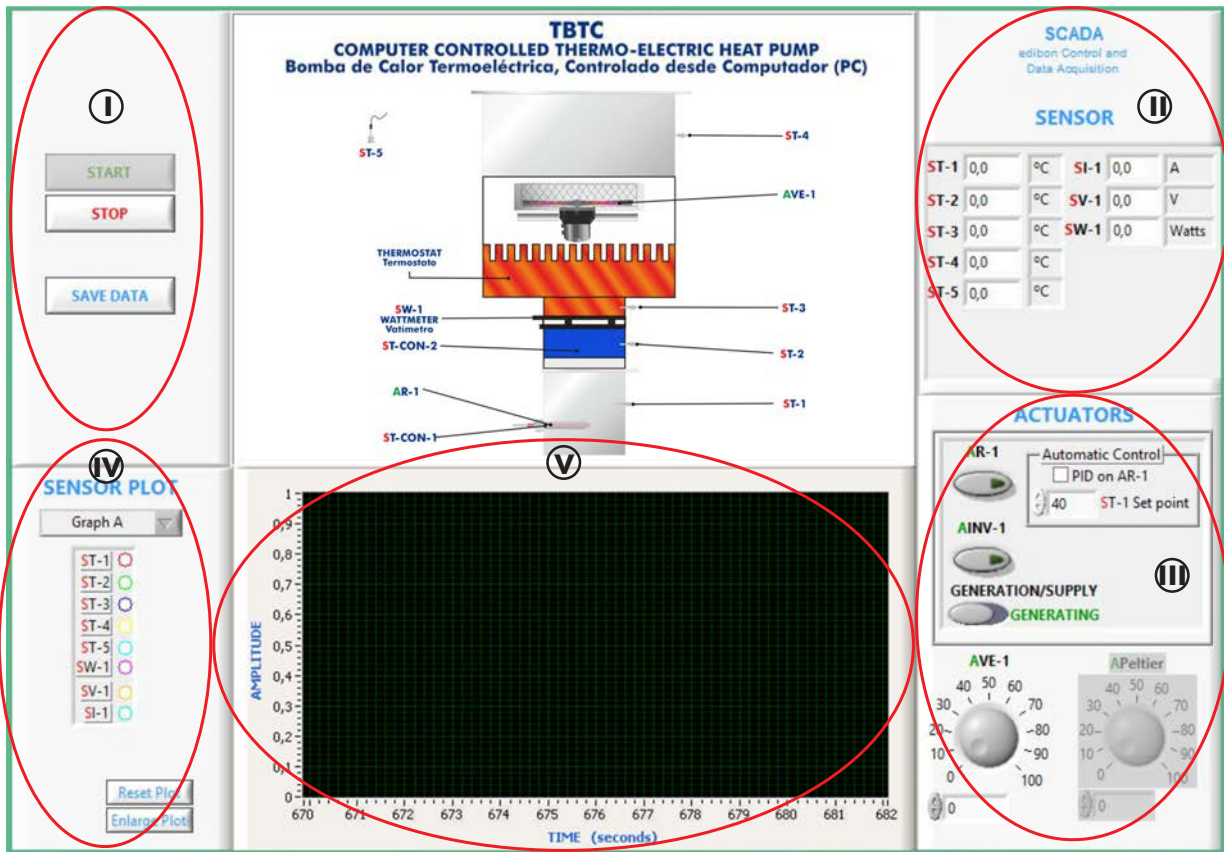 I
START
STOP
SAVE DATA
TBTC
COMPUTER CONTROLLED THERMO-ELECTRIC HEAT PUMP
Bomba de Calor Termoeléctrica, Controlado desde Computador (PC)
ST-5
ST-4
AVE-1
THERMOSTAT
Termostato
SW-1
WATTMETER
Vatimetro
ST-CON-2
ST-3
ST-2
AR-1
ST-1
ST-CON-1
SCADA
edibon Control and
Data Acquisition
II
SENSOR
ST-1 0,0 ºC SI-1 0,0 A
ST-2 0,0 ºC SV-1 0,0 V
ST-3 0,0 ºC SW-1 0,0 Watts
ST-4 0,0 ºC
ST-5 0,0 ºC
IV
SENSOR PLOT
Graph A
ST-1
ST-2
ST-3
ST-4
ST-5
SW-1
SV-1
SI-1
Reset Plot
Enlarge Plot
V
AMPLITUDE
1
0,9
0,8
0,7
0,6
0,5
0,4
0,3
0,2
0,1
0
670 671 672 673 674 675 676 677 678 679 680 681 682
TIME (seconds)
ACTUATORS
AR-1
Automatic Control
PID on AR-1
40 ST-1 Set point
AINV-1
III
GENERATION/SUPPLY
GENERATING
AVE-1
0 10 20 30 40 50 60 70 80 90 100
0
APeltier
0 10 20 30 40 50 60 70 80 90 100
0